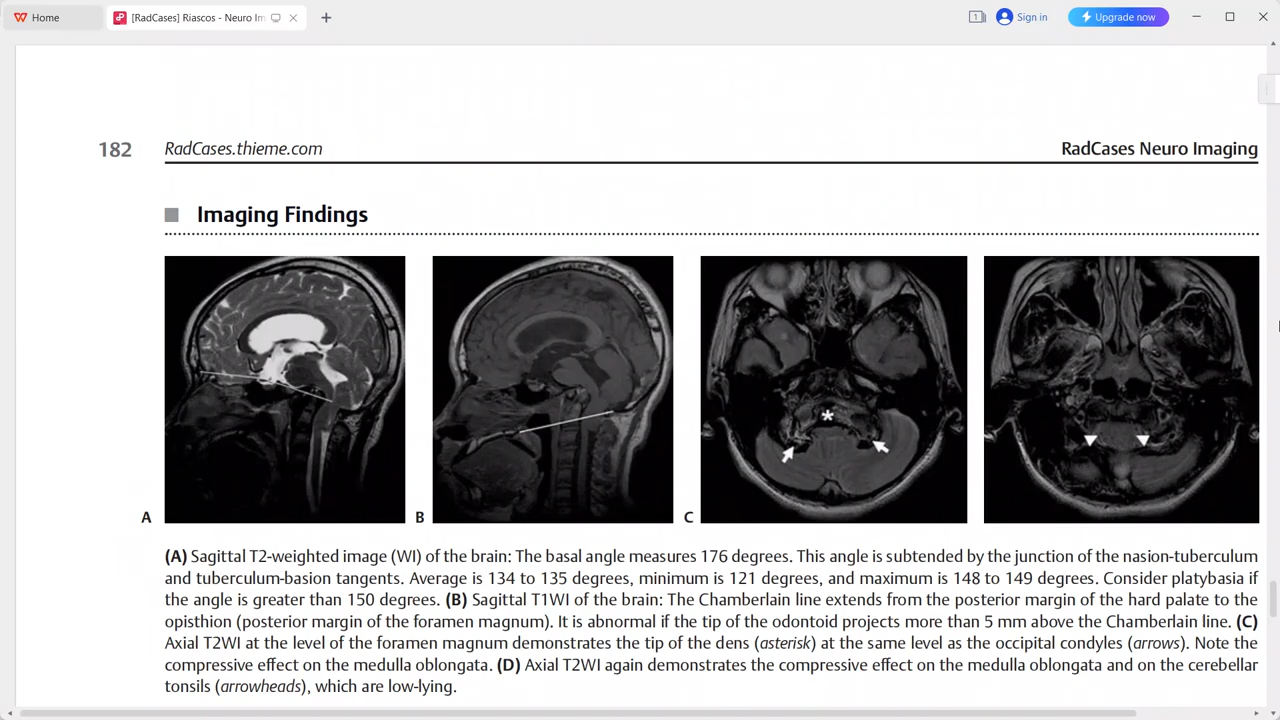 Home
[RadCases] Riascos - Neuro Im
1
Sign in
Upgrade now
182
RadCases.thieme.com
RadCases Neuro Imaging
Imaging Findings
*
A
B
C
(A) Sagittal T2-weighted image (WI) of the brain: The basal angle measures 176 degrees. This angle is subtended by the junction of the nasion-tuberculum
and tuberculum-basion tangents. Average is 134 to 135 degrees, minimum is 121 degrees, and maximum is 148 to 149 degrees. Consider platybasia if
the angle is greater than 150 degrees. (B) Sagittal T1WI of the brain: The Chamberlain line extends from the posterior margin of the hard palate to the
opisthion (posterior margin of the foramen magnum). It is abnormal if the tip of the odontoid projects more than 5 mm above the Chamberlain line. (C)
Axial T2WI at the level of the foramen magnum demonstrates the tip of the dens (asterisk) at the same level as the occipital condyles (arrows). Note the
compressive effect on the medulla oblongata. (D) Axial T2WI again demonstrates the compressive effect on the medulla oblongata and on the cerebellar
tonsils (arrowheads), which are low-lying.